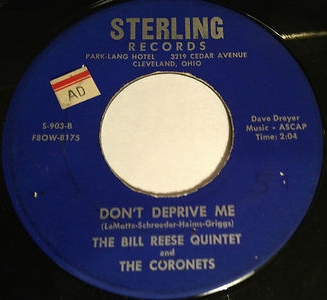 STERLING
RECORDS
PARK-LANG HOTEL 3219 CEDAR AVENUE
CLEVELAND, OHIO
AD
S-903-B
F8OW-8175
Dave Dreyer
Music • ASCAP
Time: 2:04
DON'T DEPRIVE ME
(LaMotte-Schroeder-Haims-Griggs)
THE BILL REESE QUINTET
and
THE CORONETS